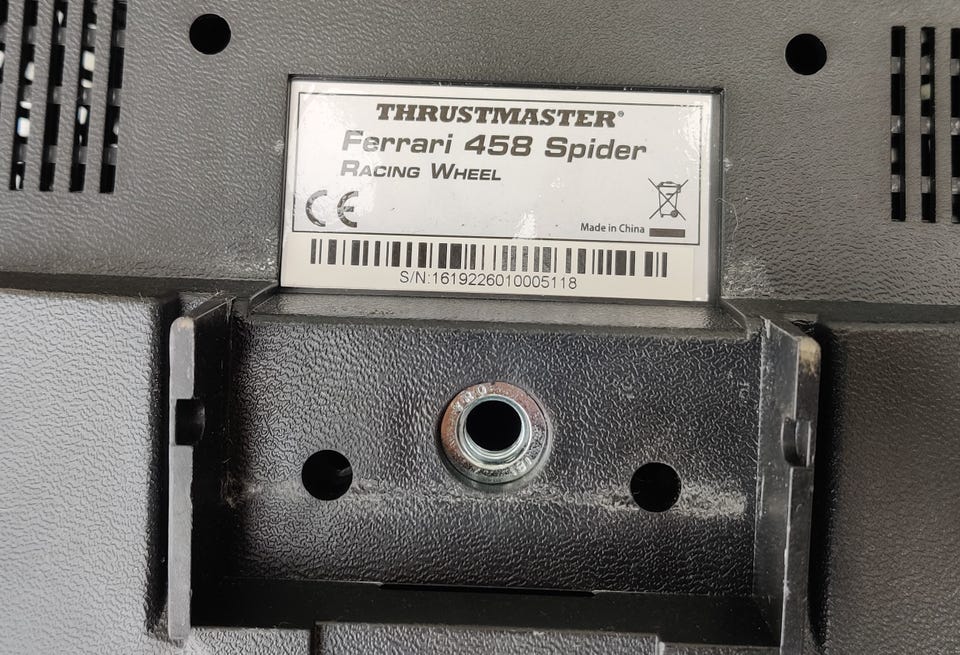 THRUSTMASTER®
Ferrari 458 Spider
RACING WHEEL
CE
Made in China
S/N:1619226010005118